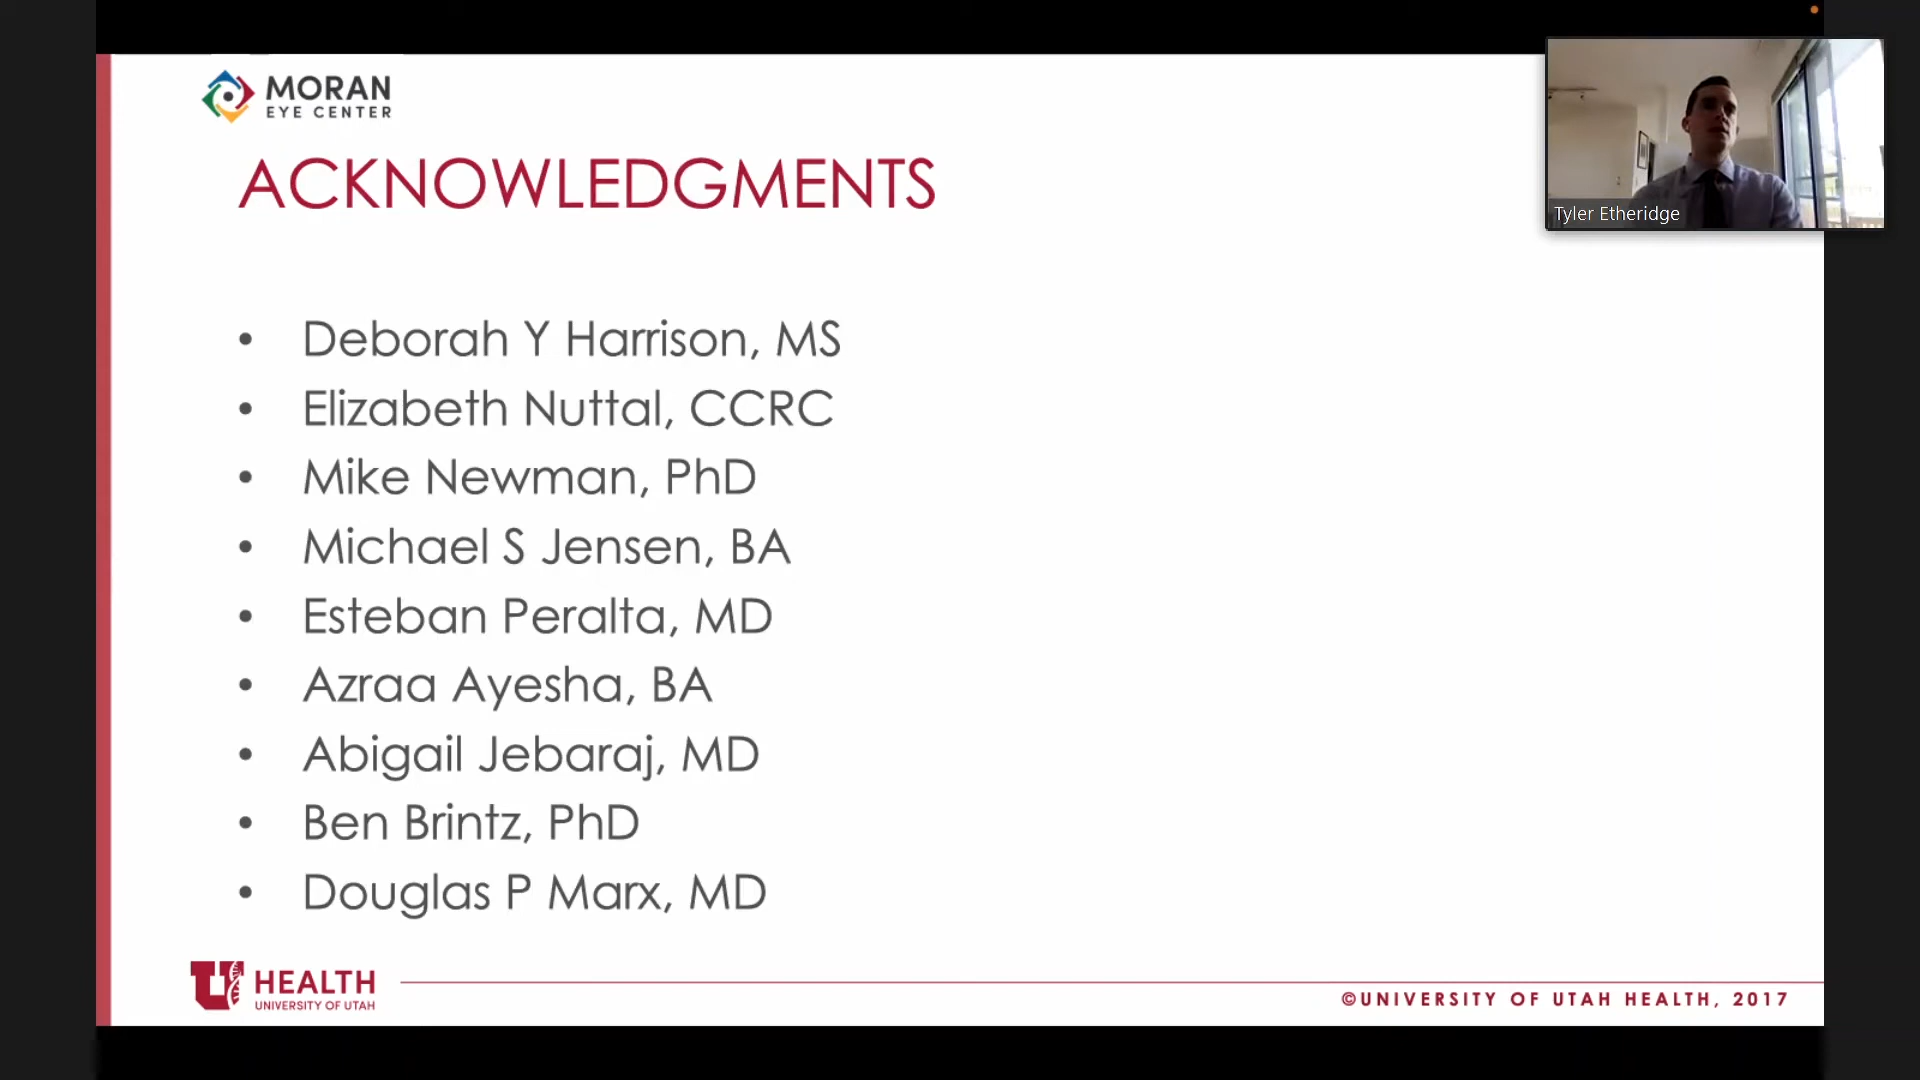 MORAN
EYE CENTER
ACKNOWLEDGMENTS
Tyler Etheridge
• Deborah Y Harrison, MS
• Elizabeth Nuttal, CCRC
• Mike Newman, PhD
• Michael S Jensen, BA
• Esteban Peralta, MD
• Azraa Ayesha, BA
• Abigail Jebaraj, MD
• Ben Brintz, PhD
• Douglas P Marx, MD
U HEALTH
UNIVERSITY OF UTAH
©UNIVERSITY OF UTAH HEALTH, 2017